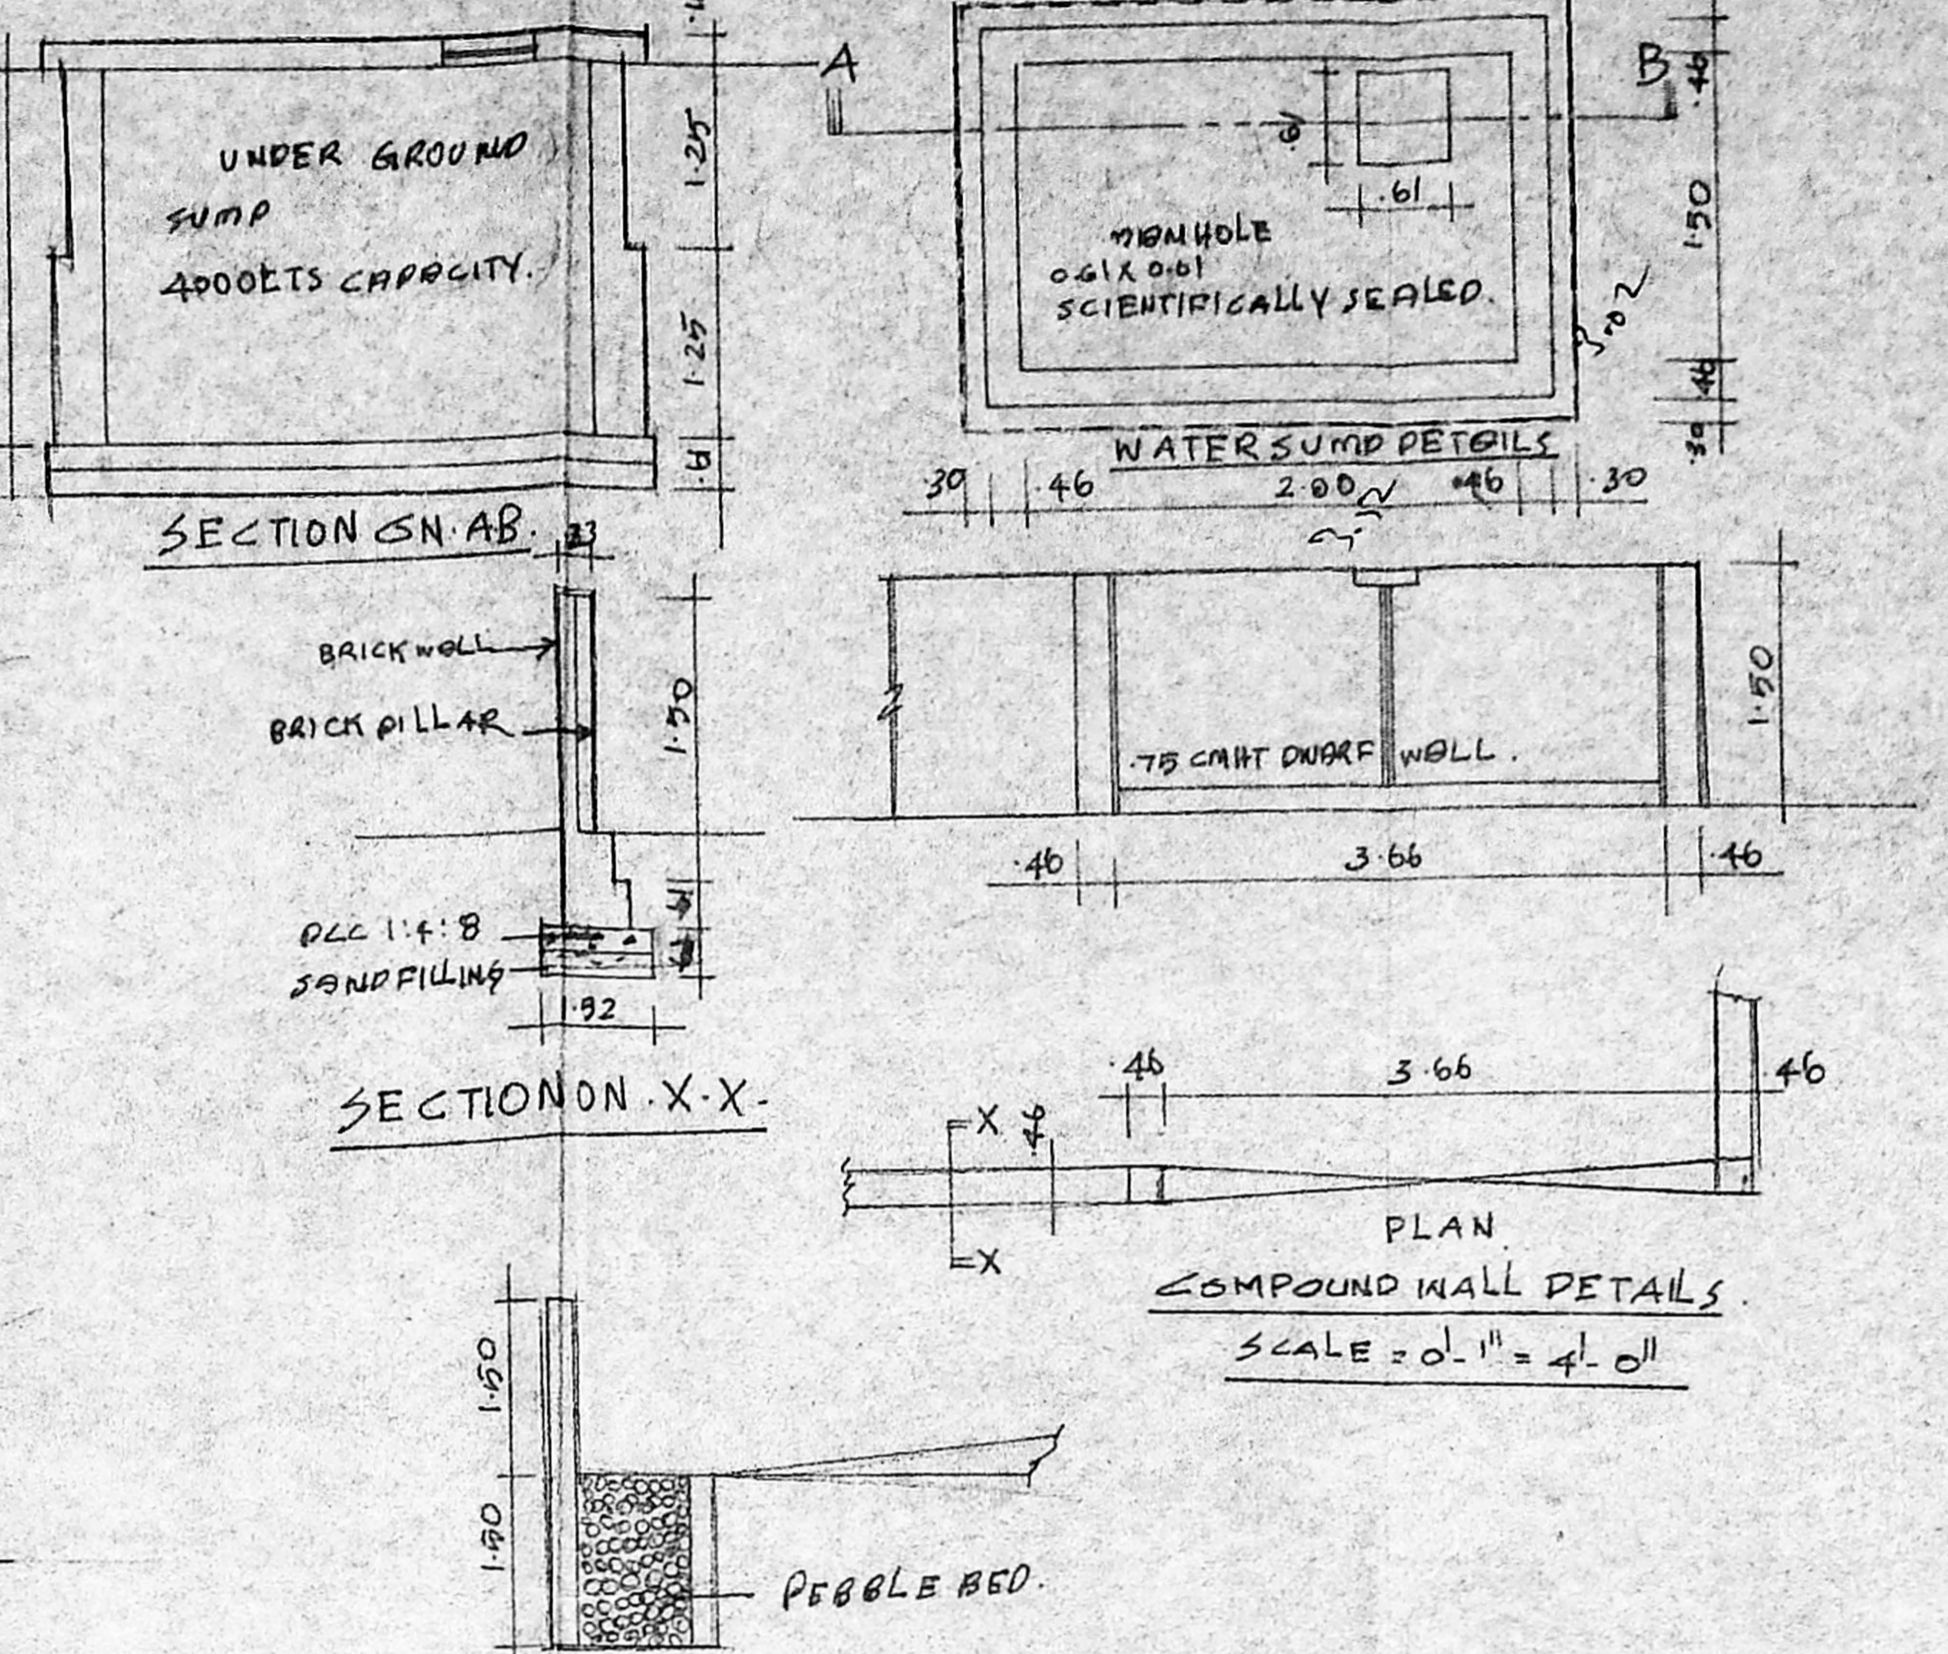 UNDER GROUND
SUMP
4000LTS CAPACITY.
1.25
1.25
SECTION ON.AB.
A
B
.61
.61
MANHOLE
0.61 X 0.61
SCIENTIFICALLY SEALED.
.46
1.50
.46
.30
WATER SUMP DETAILS
.30
.46
2.00
.46
.30
.23
BRICK WALL
BRICK PILLAR
1.50
PCC 1:4:8
SAND FILLING
SECTION ON.X.X.
.75 CMHT DWARF WALL.
1.50
.46
3.66
.46
.46
3.66
.46
X
X
PLAN
COMPOUND WALL DETAILS.
SCALE = 0'-1" = 4'-0"
1.50
1.50
PEBBLE BED.